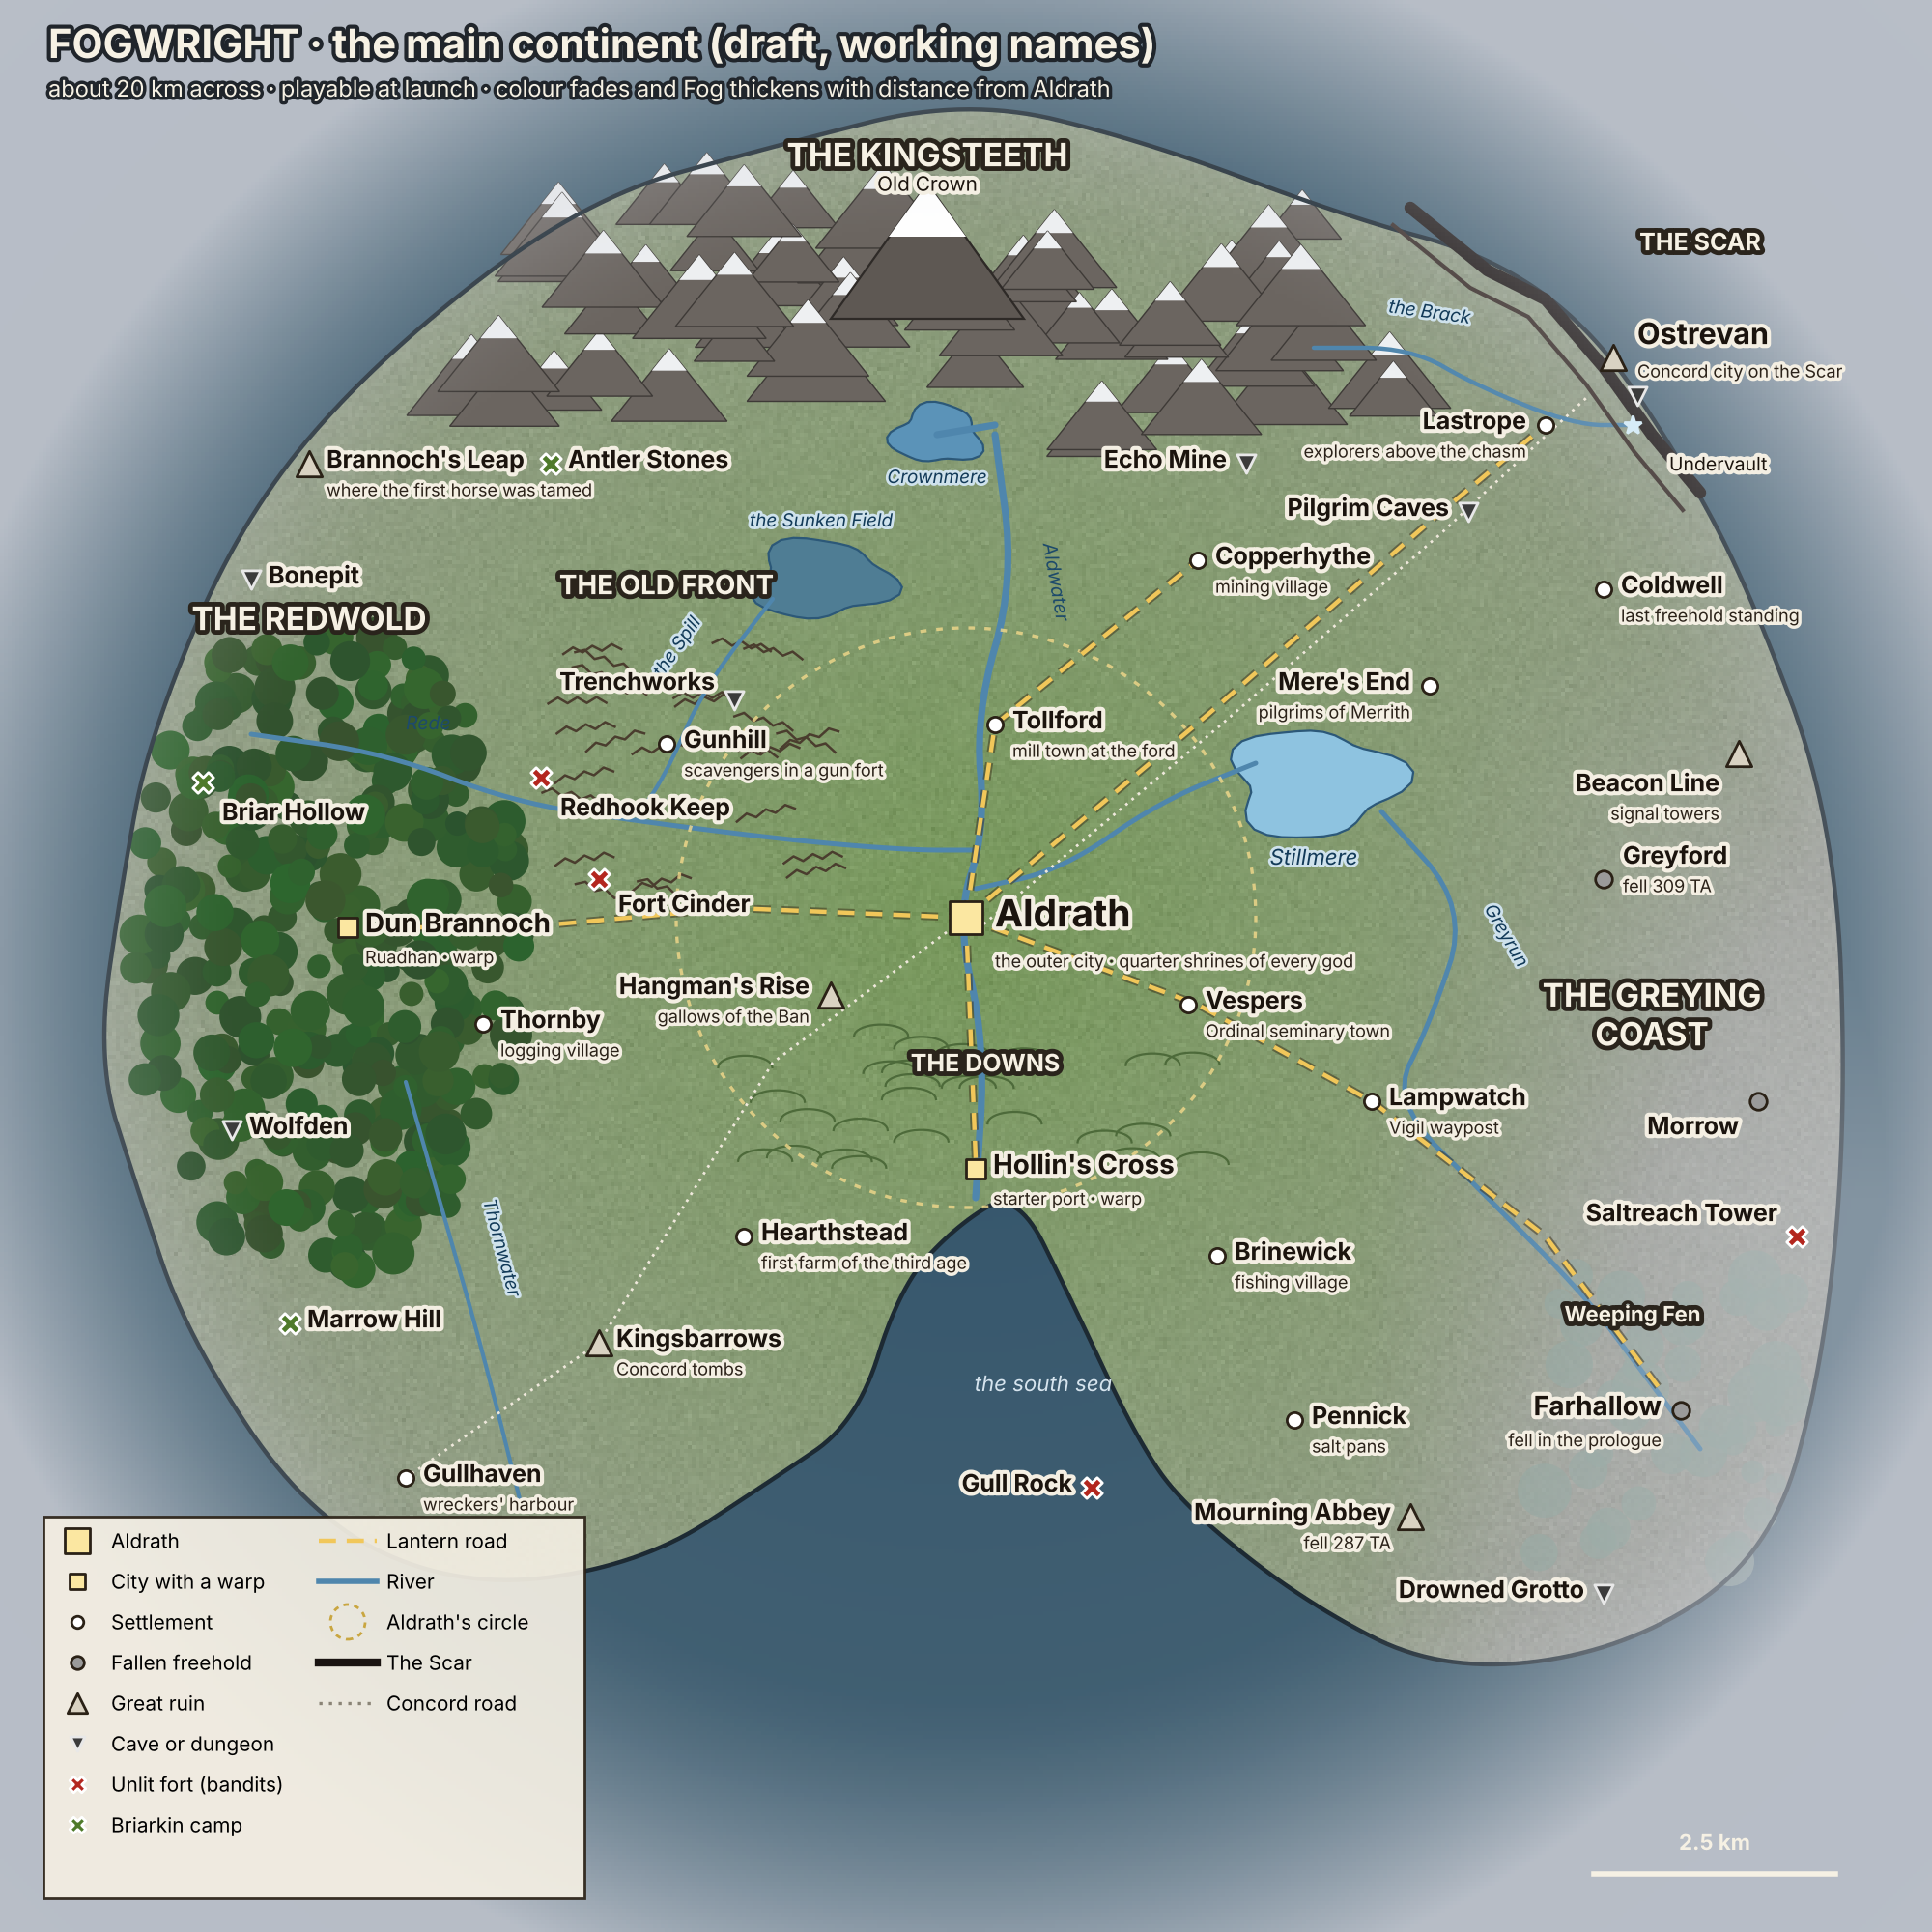 FOGWRIGHT · the main continent (draft, working names)
about 20 km across · playable at launch · colour fades and Fog thickens with distance from Aldrath
THE KINGSTEETH
Old Crown
THE SCAR
the Brack
Ostrevan
Concord city on the Scar
Lastrope
explorers above the chasm
Undervault
Brannoch's Leap
where the first horse was tamed
Antler Stones
Crownmere
Echo Mine
Pilgrim Caves
the Sunken Field
Aldwater
Copperhythe
mining village
Bonepit
THE OLD FRONT
Coldwell
last freehold standing
THE REDWOLD
the Spill
Trenchworks
Mere's End
pilgrims of Merrith
Rede
Gunhill
scavengers in a gun fort
Tollford
mill town at the ford
Beacon Line
signal towers
Briar Hollow
Redhook Keep
Stillmere
Greyford
fell 309 TA
Fort Cinder
Dun Brannoch
Ruadhan · warp
Aldrath
the outer city · quarter shrines of every god
Greyrun
Hangman's Rise
gallows of the Ban
Vespers
Ordinal seminary town
THE GREYING
COAST
Thornby
logging village
THE DOWNS
Lampwatch
Vigil waypost
Morrow
Wolfden
Hollin's Cross
starter port · warp
Saltreach Tower
Thornwater
Hearthstead
first farm of the third age
Brinewick
fishing village
Weeping Fen
Marrow Hill
Kingsbarrows
Concord tombs
the south sea
Farhallow
fell in the prologue
Pennick
salt pans
Gullhaven
wreckers' harbour
Gull Rock
Mourning Abbey
fell 287 TA
Drowned Grotto
Aldrath
City with a warp
Settlement
Fallen freehold
Great ruin
Cave or dungeon
Unlit fort (bandits)
Briarkin camp
Lantern road
River
Aldrath's circle
The Scar
Concord road
2.5 km